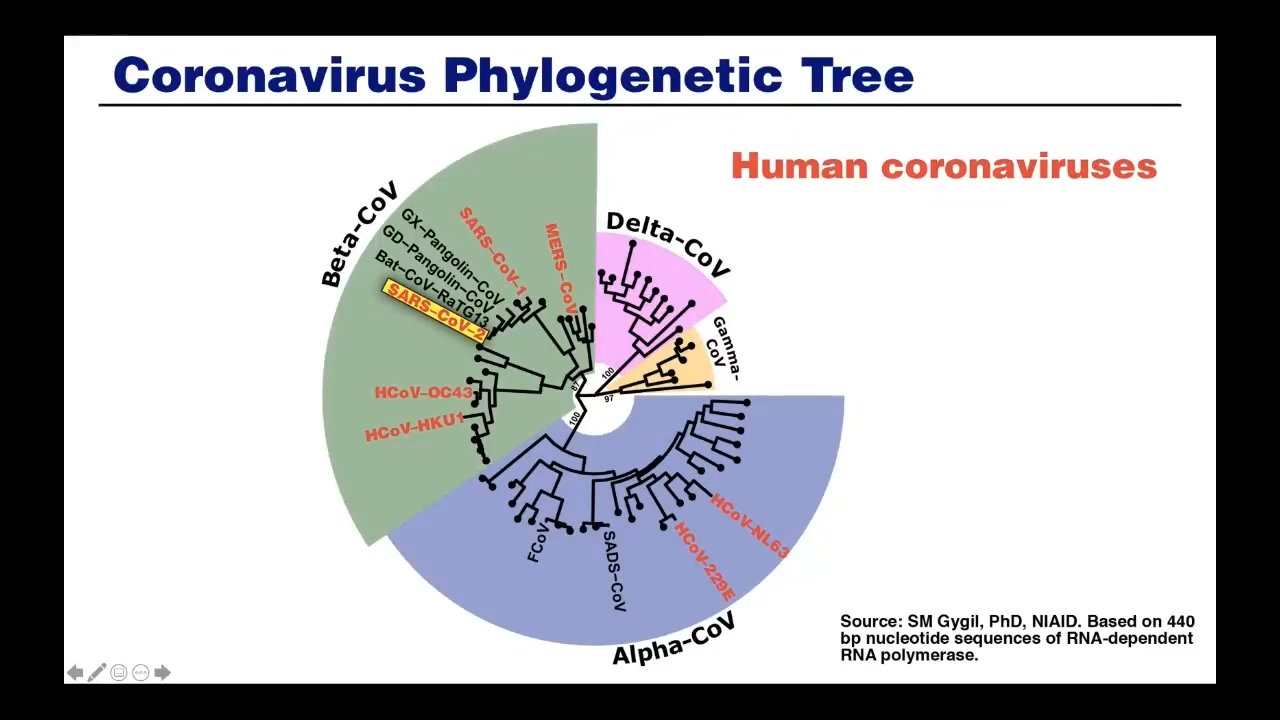 Coronavirus Phylogenetic Tree
Human coronaviruses
Beta-CoV
GX–Pangolin–CoV
GD–Pangolin–CoV
Bat–CoV–RaTG13
SARS–CoV–2
SARS–CoV–1
MERS–CoV
Delta-CoV
Gamma-
CoV
HCoV–OC43
HCoV–HKU1
87
100
97
100
FCoV
SADS–CoV
HCoV–229E
HCoV–NL63
Alpha-CoV
Source: SM Gygil, PhD, NIAID. Based on 440
bp nucleotide sequences of RNA-dependent
RNA polymerase.